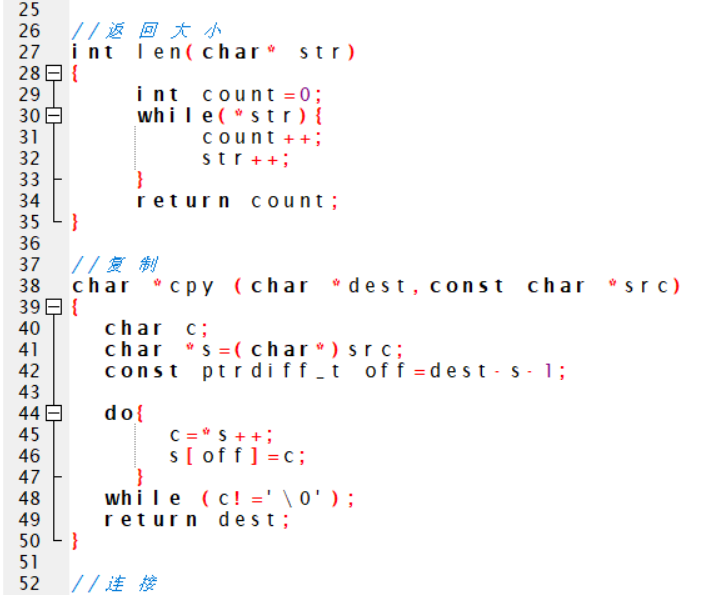 25
26 //返回大小
27 int len(char* str)
28 {
29 int count=0;
30 while(*str){
31 count++;
32 str++;
33 }
34 return count;
35 }
36
37 //复制
38 char *cpy (char *dest,const char *src)
39 {
40 char c;
41 char *s=(char*)src;
42 const ptrdiff_t off=dest-s-1;
43
44 do{
45 c=*s++;
46 s[off]=c;
47 }
48 while (c!='\0');
49 return dest;
50 }
51
52 //连接